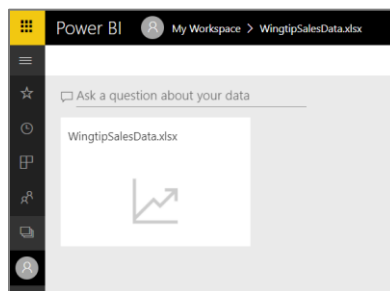 Power BI My Workspace > WingtipSalesData.xlsx
Ask a question about your data
WingtipSalesData.xlsx